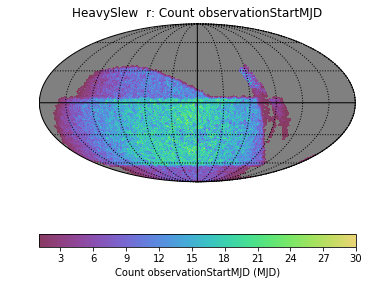 HeavySlew  r: Count observationStartMJD
3 6 9 12 15 18 21 24 27 30
Count observationStartMJD (MJD)